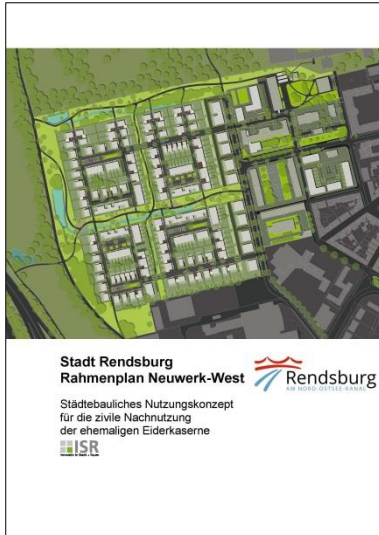 Stadt Rendsburg
Rahmenplan Neuwerk-West
Rendsburg
AM NORD-OSTSEE-KANAL
Städtebauliches Nutzungskonzept
für die zivile Nachnutzung
der ehemaligen Eiderkaserne
ISR